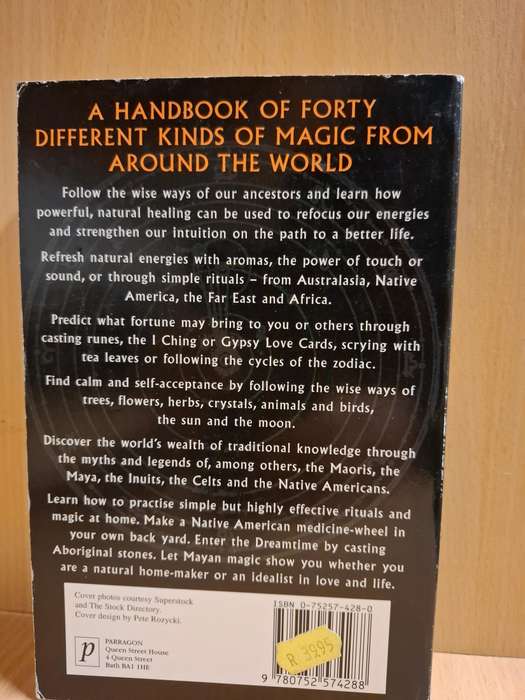 A HANDBOOK OF FORTY
DIFFERENT KINDS OF MAGIC FROM
AROUND THE WORLD
Follow the wise ways of our ancestors and learn how
powerful, natural healing can be used to refocus our energies
and strengthen our intuition on the path to a better life.
Refresh natural energies with aromas, the power of touch or
sound, or through simple rituals – from Australasia, Native
America, the Far East and Africa.
Predict what fortune may bring to you or others through
casting runes, the I Ching or Gypsy Love Cards, scrying with
tea leaves or following the cycles of the zodiac.
Find calm and self-acceptance by following the wise ways of
trees, flowers, herbs, crystals, animals and birds,
the sun and the moon.
Discover the world's wealth of traditional knowledge through
the myths and legends of, among others, the Maoris, the
Maya, the Inuits, the Celts and the Native Americans.
Learn how to practise simple but highly effective rituals and
magic at home. Make a Native American medicine-wheel in
your own back yard. Enter the Dreamtime by casting
Aboriginal stones. Let Mayan magic show you whether you
are a natural home-maker or an idealist in love and life.
Cover photos courtesy Superstock
and The Stock Directory.
Cover design by Pete Rozycki.
p
PARRAGON
Queen Street House
4 Queen Street
Bath BA1 1HE
ISBN 0-75257-428-0
R 3995
9 780752 574288